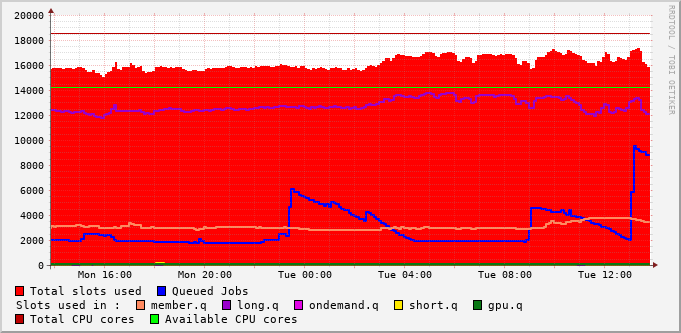 RRDTOOL / TOBI OETIKER
20000
18000
16000
14000
12000
10000
8000
6000
4000
2000
0
Mon 16:00 Mon 20:00 Tue 00:00 Tue 04:00 Tue 08:00 Tue 12:00
Total slots used Queued Jobs
Slots used in : member.q long.q ondemand.q short.q gpu.q
Total CPU cores Available CPU cores